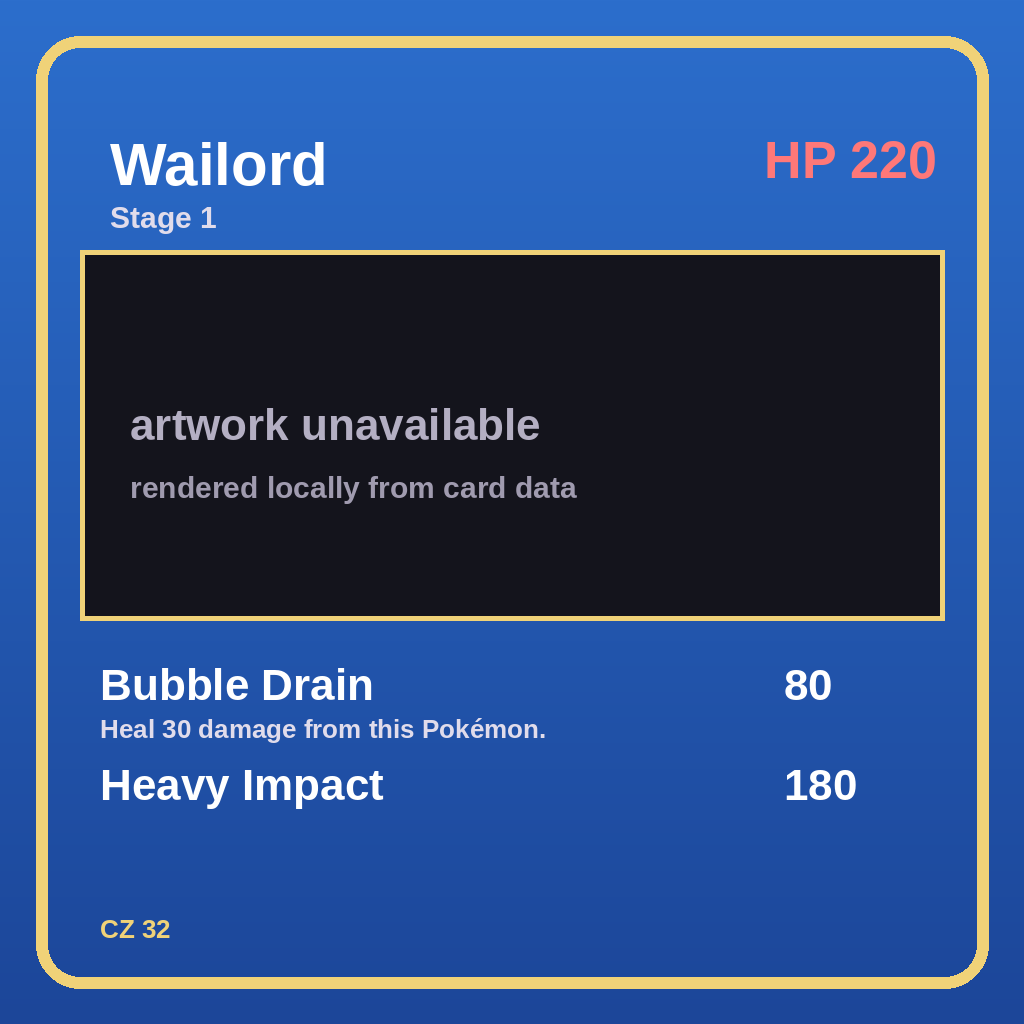 Wailord
HP 220
Stage 1
artwork unavailable
rendered locally from card data
Bubble Drain
80
Heal 30 damage from this Pokémon.
Heavy Impact
180
CZ 32